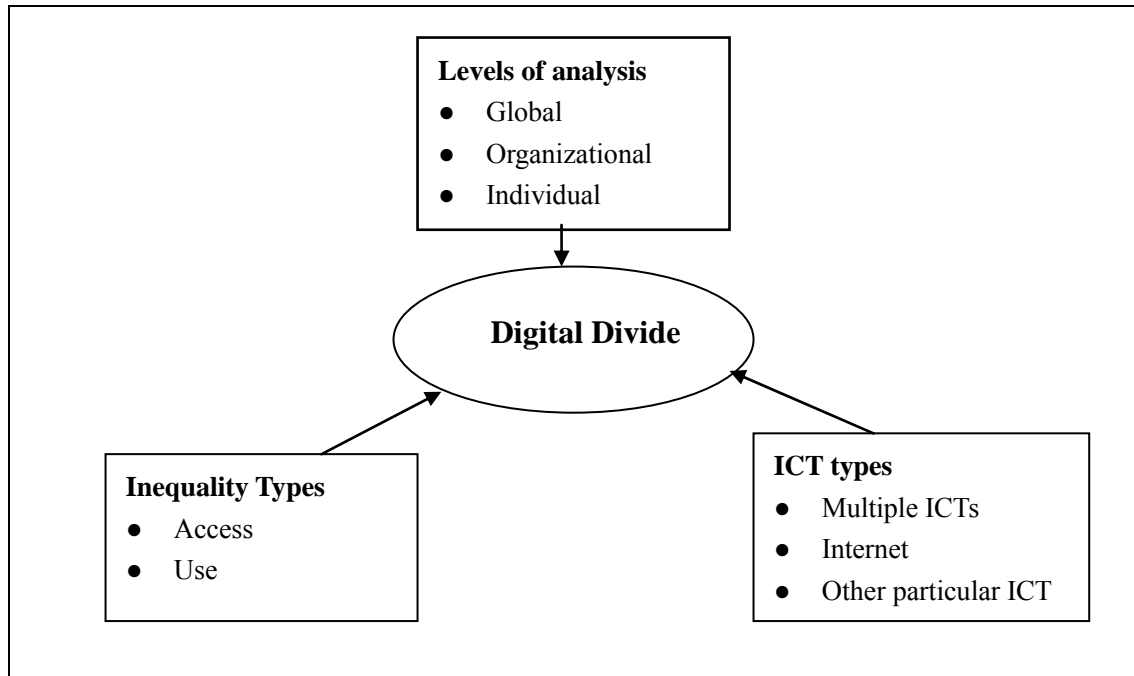 Levels of analysis
● Global
● Organizational
● Individual
Digital Divide
Inequality Types
● Access
● Use
ICT types
● Multiple ICTs
● Internet
● Other particular ICT